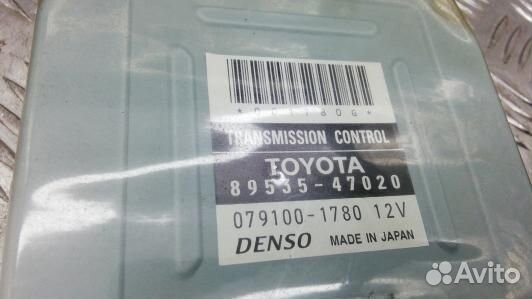 TRANSMISSION CONTROL
TOYOTA
89535-47020
079100-1780 12V
DENSO MADE IN JAPAN
Avito